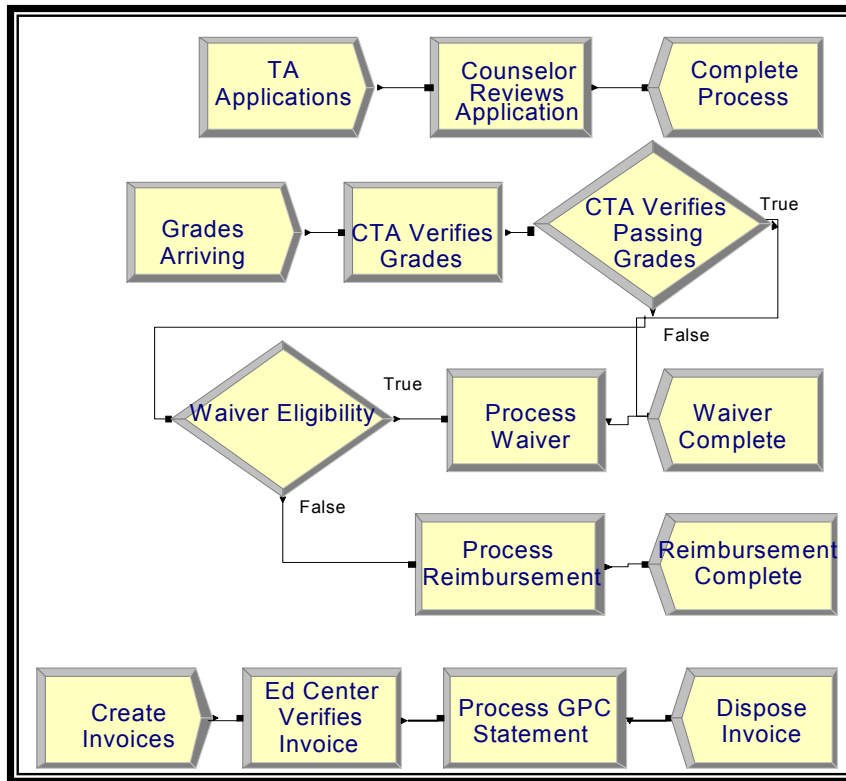 TA
Applications
Counselor
Reviews
Application
Complete
Process
Grades
Arriving
CTA Verifies
Grades
CTA Verifies
Passing
Grades
True
False
Waiver Eligibility
True
Process
Waiver
Waiver
Complete
False
Process
Reimbursement
Reimbursement
Complete
Create
Invoices
Ed Center
Verifies
Invoice
Process GPC
Statement
Dispose
Invoice